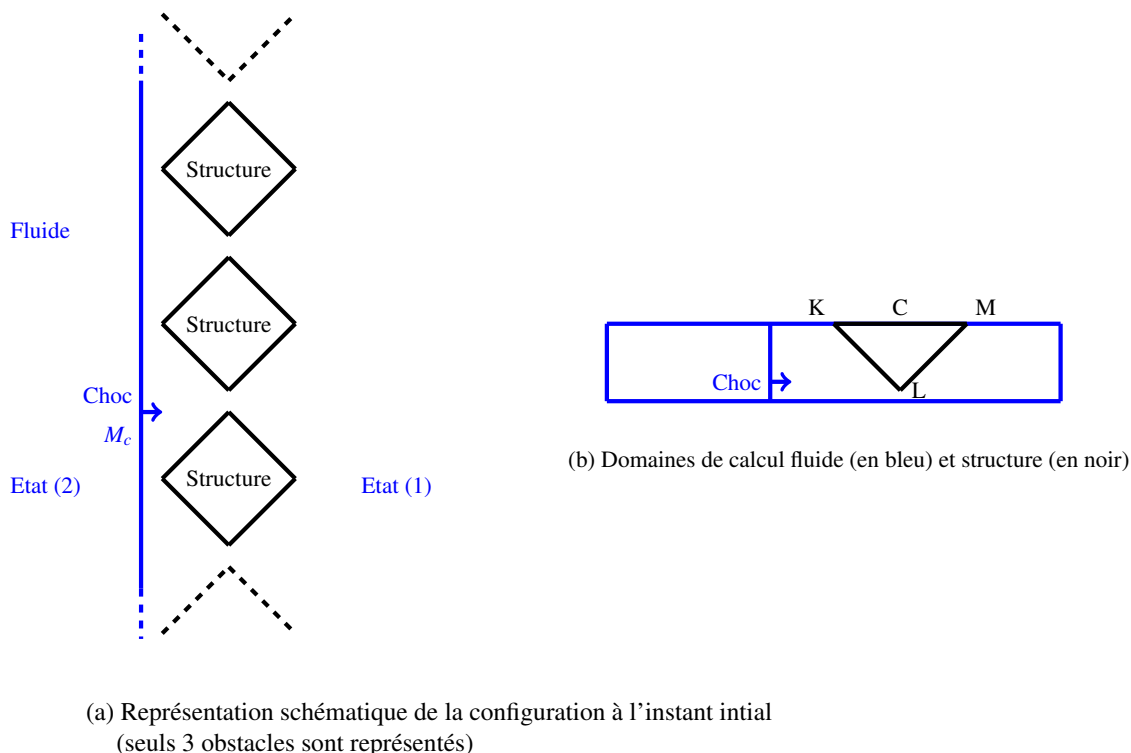 Structure
Fluide
Structure
Choc
M_c
Etat (2)
Structure
Etat (1)
K
C
M
Choc
L
(b) Domaines de calcul fluide (en bleu) et structure (en noir)
(a) Représentation schématique de la configuration à l'instant intial
(seuls 3 obstacles sont représentés)